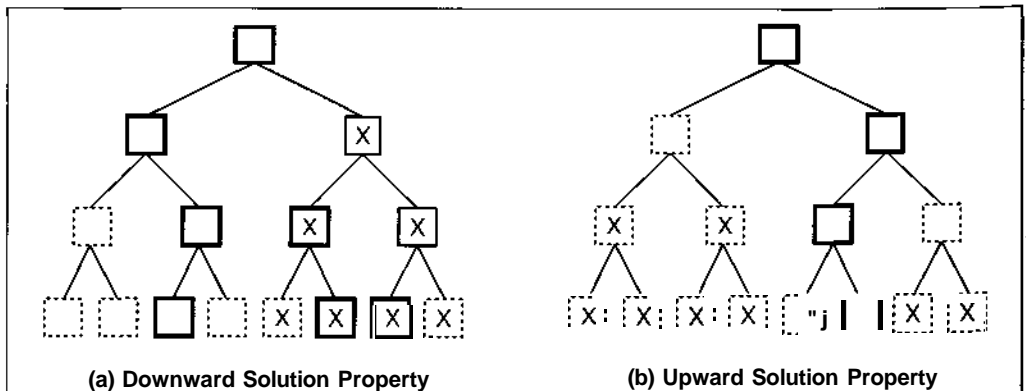 X
X X X X
X X X X X X
X X X X "j X X
(a) Downward Solution Property (b) Upward Solution Property